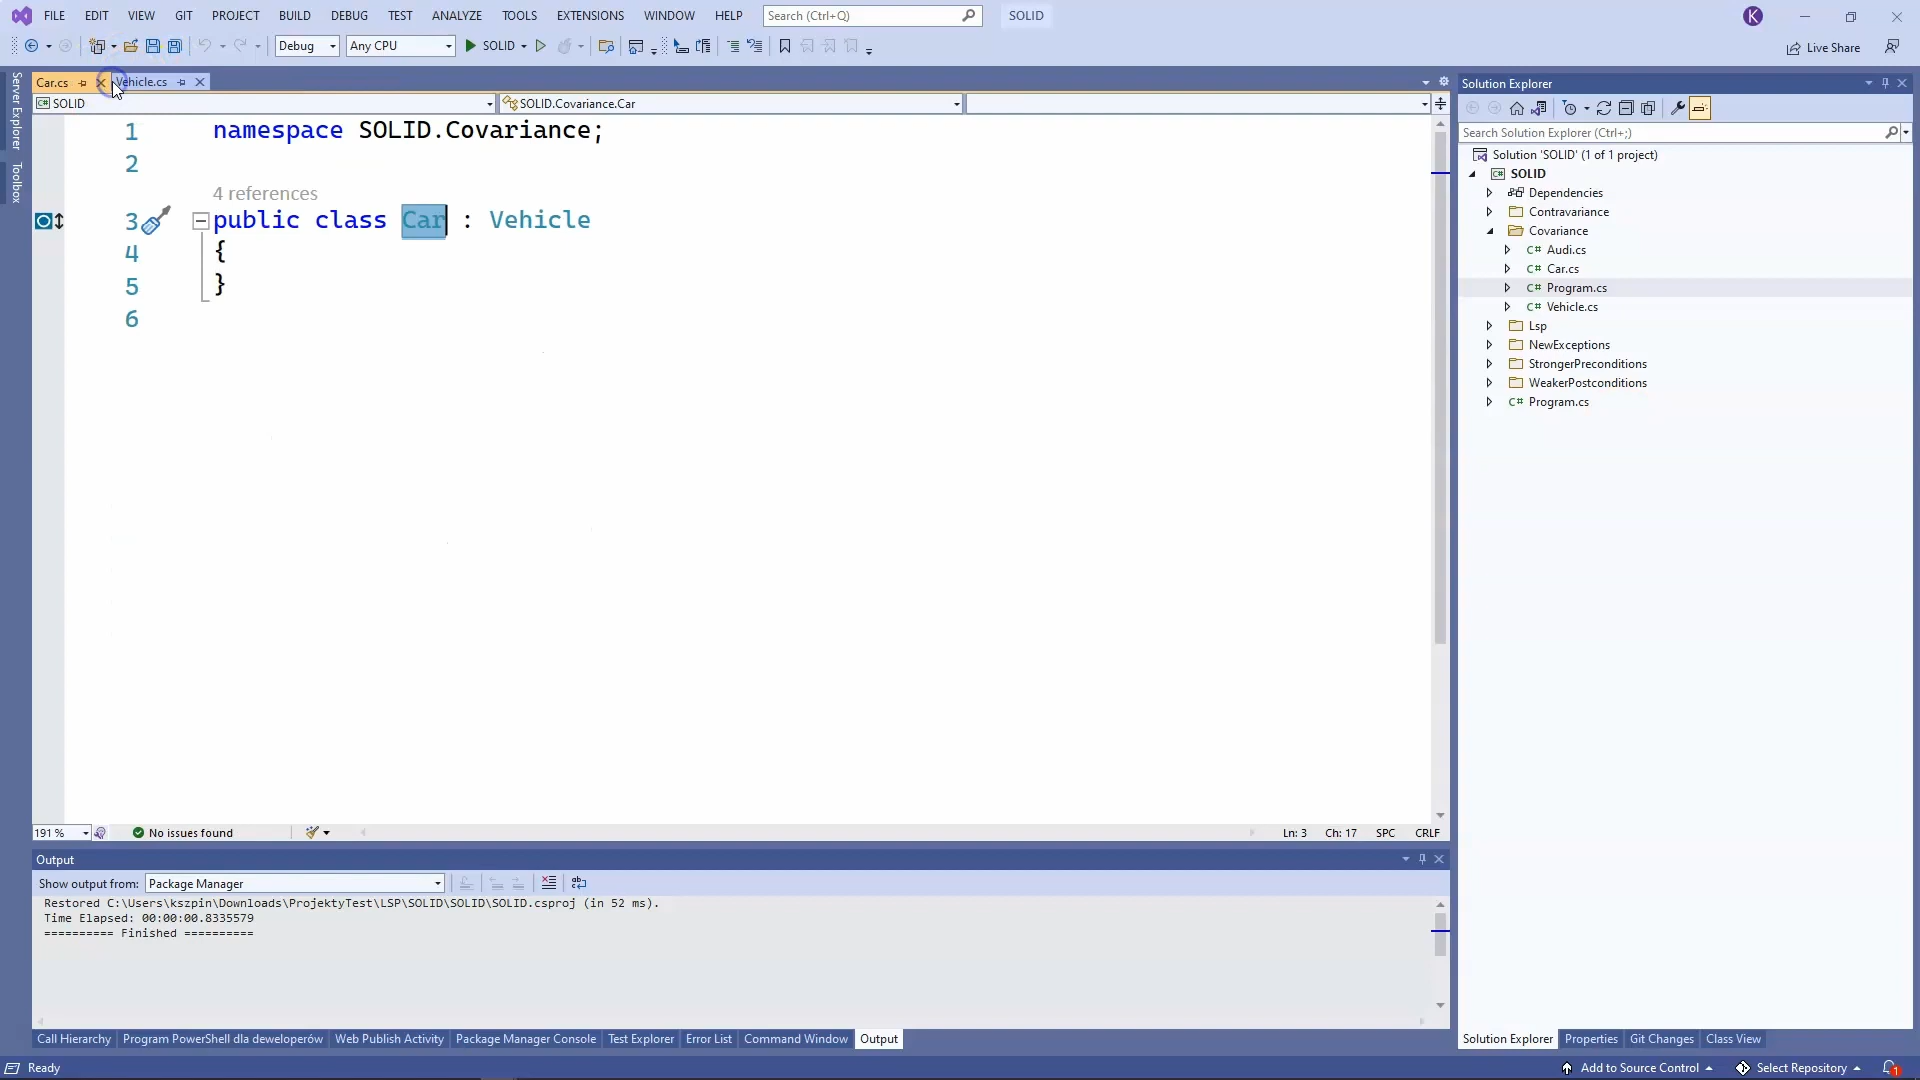 FILE EDIT VIEW GIT PROJECT BUILD DEBUG TEST ANALYZE TOOLS EXTENSIONS WINDOW HELP Search (Ctrl+Q) SOLID K
Debug Any CPU SOLID Live Share
Server Explorer
Toolbox
Car.cs Vehicle.cs
SOLID SOLID.Covariance.Car
1 namespace SOLID.Covariance;
2
4 references
3 public class Car : Vehicle
4 {
5 }
6
191 % No issues found Ln: 3 Ch: 17 SPC CRLF
Output
Show output from: Package Manager
Restored C:\Users\kszpin\Downloads\ProjektyTest\LSP\SOLID\SOLID\SOLID.csproj (in 52 ms).
Time Elapsed: 00:00:00.8335579
========== Finished ==========
Call Hierarchy Program PowerShell dla deweloperów Web Publish Activity Package Manager Console Test Explorer Error List Command Window Output
Solution Explorer
Search Solution Explorer (Ctrl+;)
Solution 'SOLID' (1 of 1 project)
C# SOLID
Dependencies
Contravariance
Covariance
C# Audi.cs
C# Car.cs
C# Program.cs
C# Vehicle.cs
Lsp
NewExceptions
StrongerPreconditions
WeakerPostconditions
C# Program.cs
Solution Explorer Properties Git Changes Class View
Ready Add to Source Control Select Repository 1